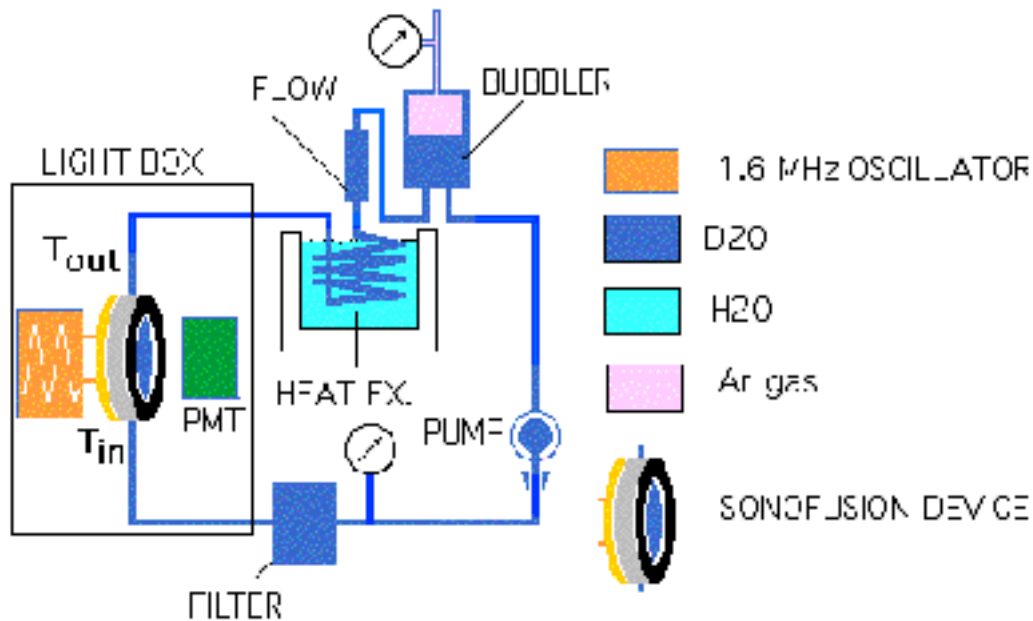 FLOW
BUBBLER
LIGHT BOX
1.6 MHz OSCILLATOR
Tout
D2O
H2O
HEAT EX.
Ar gas
PMT
Tin
PUMP
SONOFUSION DEVICE
FILTER